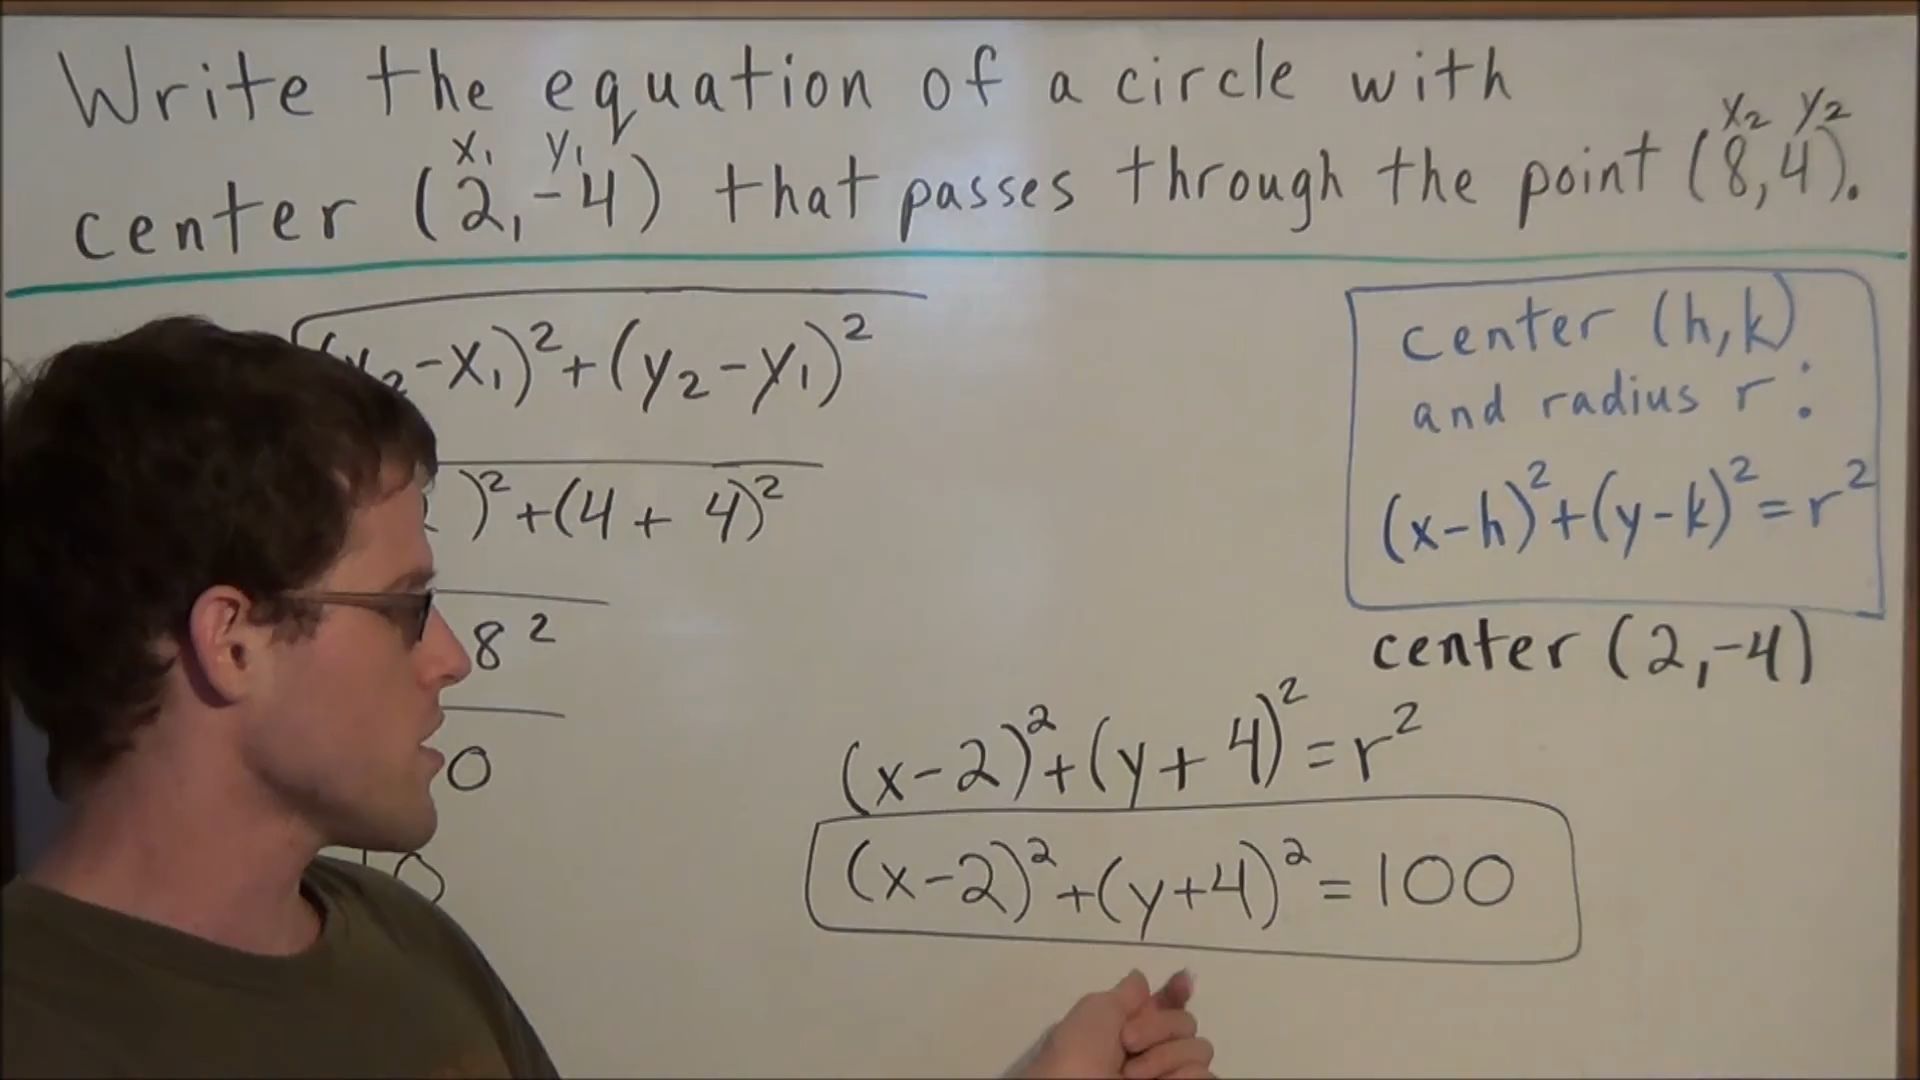 Write the equation of a circle with
x₁ y₁ x₂ y₂
center (2,-4) that passes through the point (8,4).
₂-x₁)²+(y₂-y₁)²
)²+(4+4)²
8²
0
10
center (h,k)
and radius r:
(x-h)²+(y-k)²=r²
center (2,-4)
(x-2)²+(y+4)²=r²
(x-2)²+(y+4)²=100